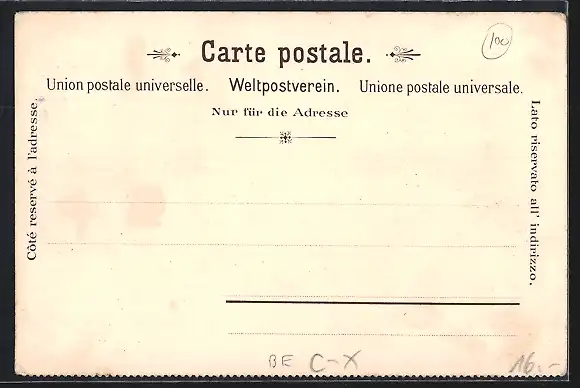 100
Carte postale.
Union postale universelle. Weltpostverein. Unione postale universale.
Nur für die Adresse
Côté reservé à l'adresse.
Lato riservato all' indirizzo.
BE C-X 16.-